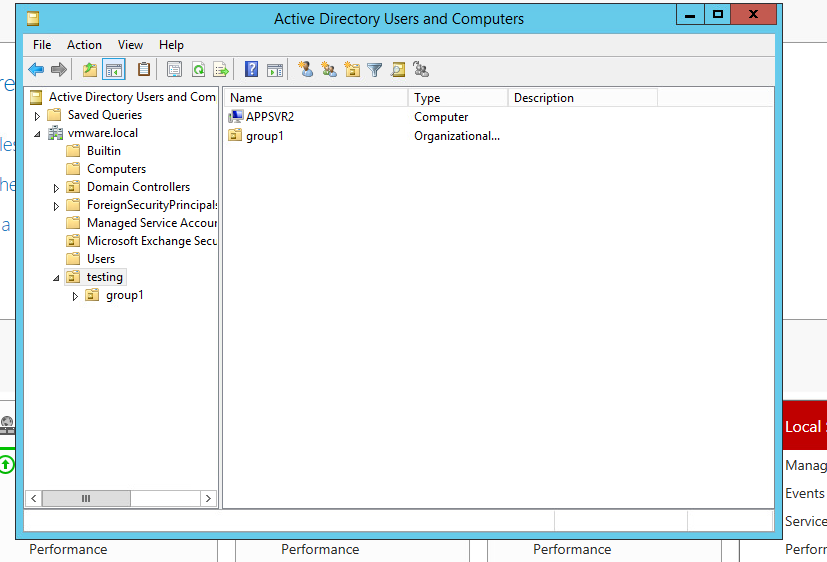 Active Directory Users and Computers
File Action View Help
Active Directory Users and Com
Saved Queries
vmware.local
Builtin
Computers
Domain Controllers
ForeignSecurityPrincipals
Managed Service Accour
Microsoft Exchange Secu
Users
testing
group1
Name Type Description
APPSVR2 Computer
group1 Organizational...
re
les
he
a
Local
Manag
Events
Service
Perforr
Performance Performance Performance